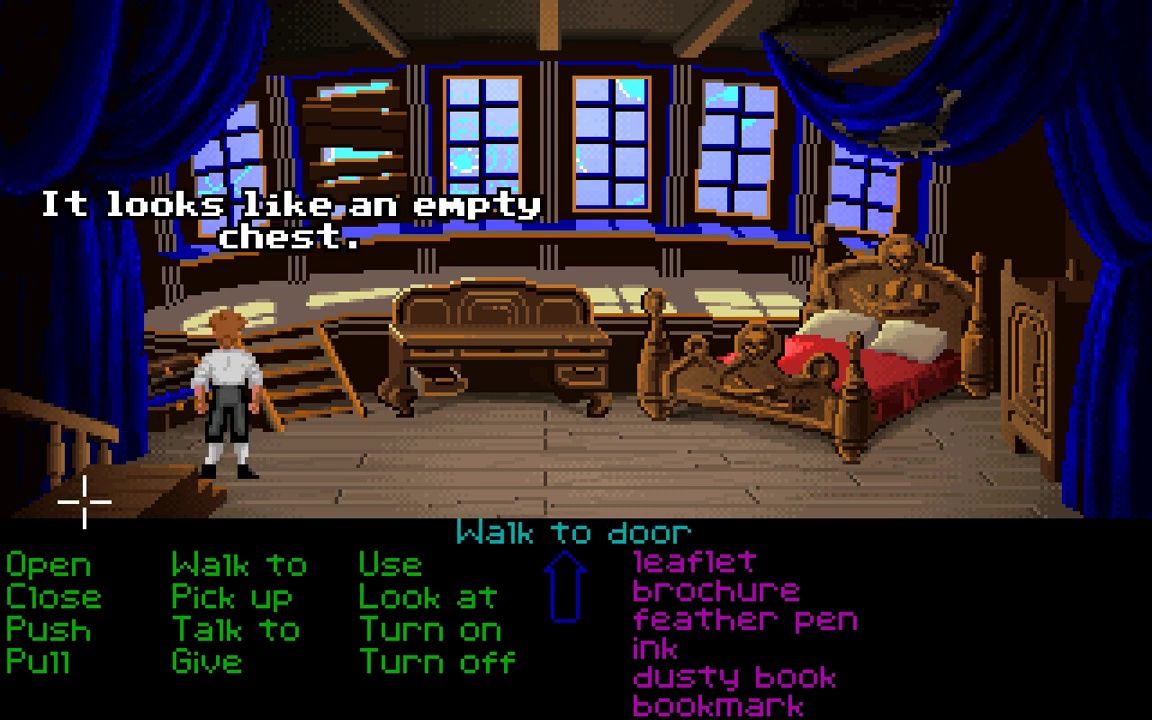 It looks like an empty
chest.
Walk to door
Open Walk to Use leaflet
Close Pick up Look at brochure
Push Talk to Turn on feather pen
Pull Give Turn off ink
dusty book
bookmark